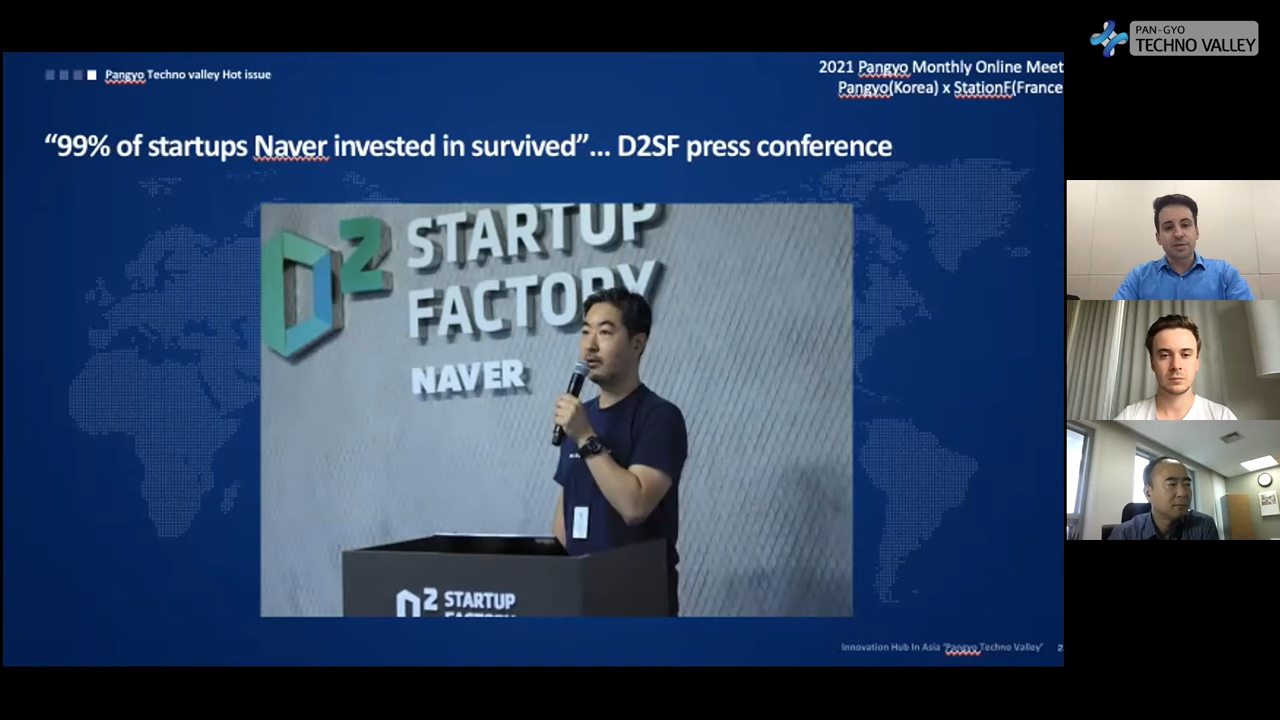 PAN-GYO
TECHNO VALLEY
Pangyo Techno valley Hot issue
2021 Pangyo Monthly Online Meet
Pangyo(Korea) x StationF(France
“99% of startups Naver invested in survived”... D2SF press conference
D2 STARTUP
FACTORY
NAVER
D2 STARTUP
FACTORY
Innovation Hub In Asia ‘Pangyo Techno Valley’ 2